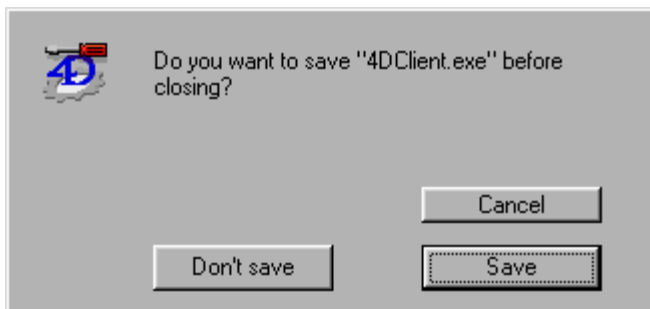 4D
Do you want to save "4DClient.exe" before
closing?
Cancel
Don't save
Save